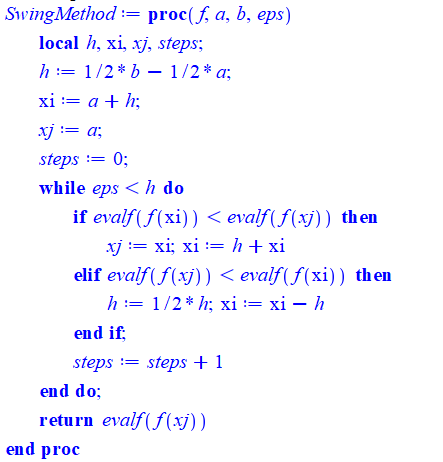 SwingMethod := proc(f, a, b, eps)
local h, xi, xj, steps;
h := 1/2 * b − 1/2 * a;
xi := a + h;
xj := a;
steps := 0;
while eps < h do
if evalf(f(xi)) < evalf(f(xj)) then
xj := xi; xi := h + xi
elif evalf(f(xj)) < evalf(f(xi)) then
h := 1/2 * h; xi := xi − h
end if;
steps := steps + 1
end do;
return evalf(f(xj))
end proc